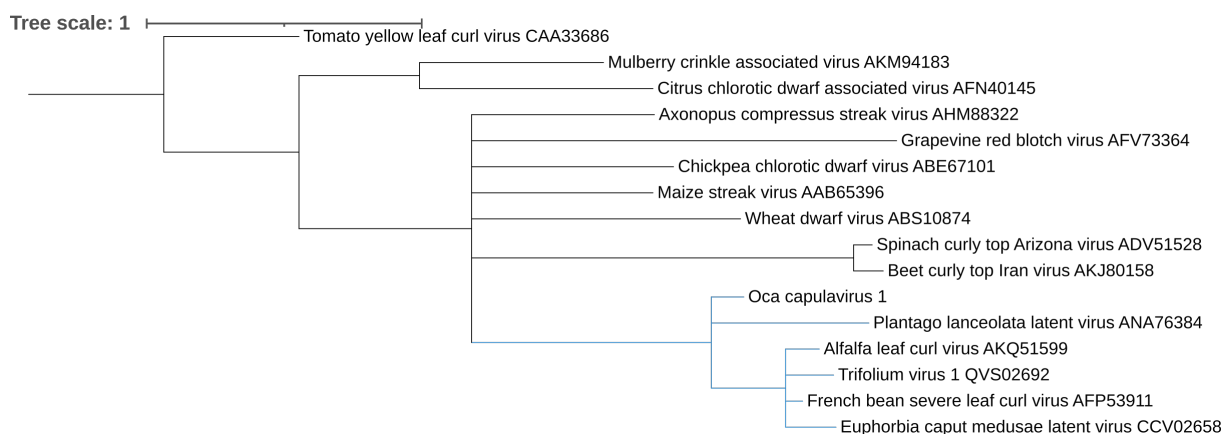 Tree scale: 1
Tomato yellow leaf curl virus CAA33686
Mulberry crinkle associated virus AKM94183
Citrus chlorotic dwarf associated virus AFN40145
Axonopus compressus streak virus AHM88322
Grapevine red blotch virus AFV73364
Chickpea chlorotic dwarf virus ABE67101
Maize streak virus AAB65396
Wheat dwarf virus ABS10874
Spinach curly top Arizona virus ADV51528
Beet curly top Iran virus AKJ80158
Oca capulavirus 1
Plantago lanceolata latent virus ANA76384
Alfalfa leaf curl virus AKQ51599
Trifolium virus 1 QVS02692
French bean severe leaf curl virus AFP53911
Euphorbia caput medusae latent virus CCV02658